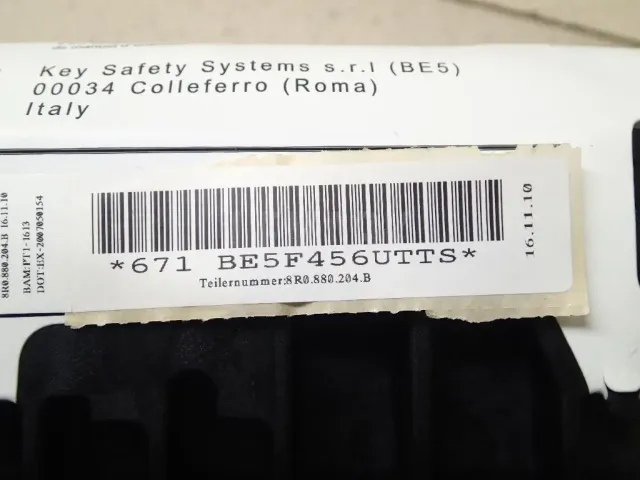 Key Safety Systems s.r.l (BE5)
00034 Colleferro (Roma)
Italy
8R0.880.204.B 16.11.10
BAM:PT1-1613
DOT:EX-2007050154
*671 BE5F456UTTS*
Teilernummer:8R0.880.204.B
16.11.10